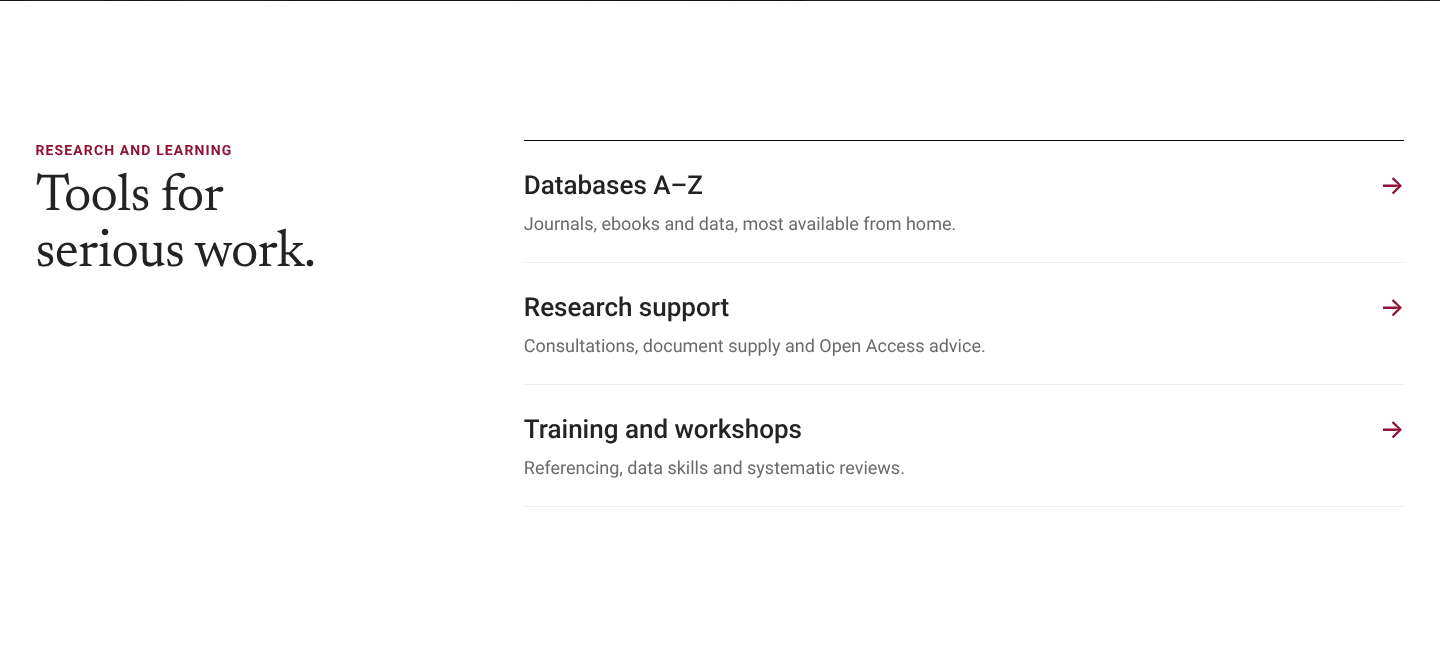 RESEARCH AND LEARNING
Tools for
serious work.
Databases A–Z
Journals, ebooks and data, most available from home.
Research support
Consultations, document supply and Open Access advice.
Training and workshops
Referencing, data skills and systematic reviews.